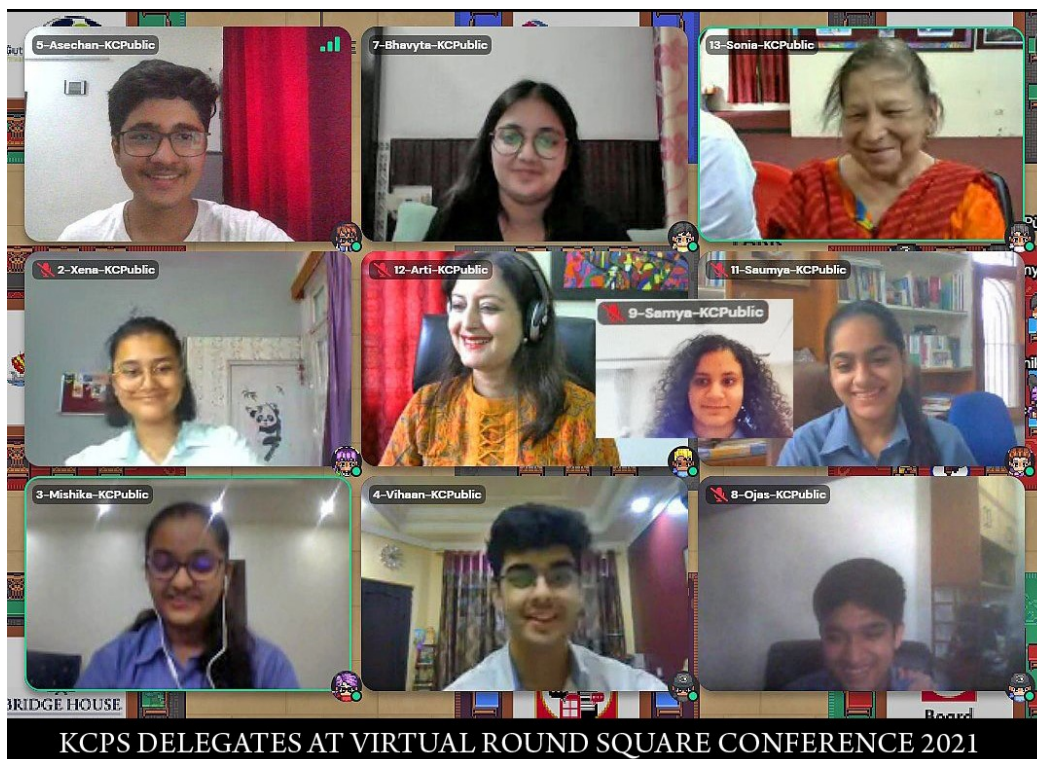 5-Asechan-KCPublic
7-Bhavyta-KCPublic
13-Sonia-KCPublic
2-Xena-KCPublic
12-Arti-KCPublic
9-Samya-KCPublic
11-Saumya-KCPublic
3-Mishika-KCPublic
4-Vihaan-KCPublic
8-Ojas-KCPublic
BRIDGE HOUSE
Board
KCPS DELEGATES AT VIRTUAL ROUND SQUARE CONFERENCE 2021